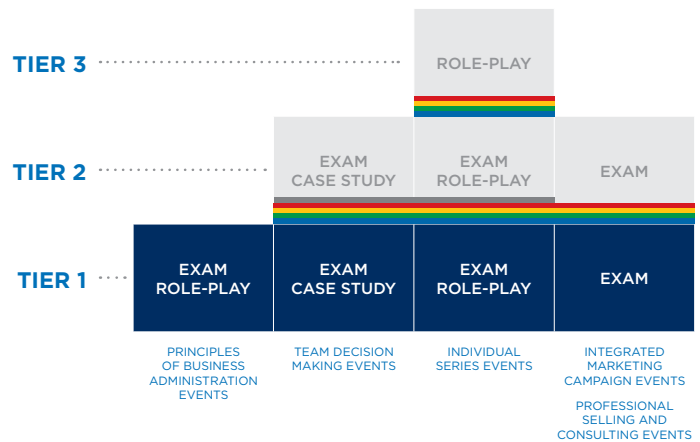 TIER 3
ROLE-PLAY
TIER 2
EXAM
CASE STUDY
EXAM
ROLE-PLAY
EXAM
TIER 1
EXAM
ROLE-PLAY
EXAM
CASE STUDY
EXAM
ROLE-PLAY
EXAM
PRINCIPLES
OF BUSINESS
ADMINISTRATION
EVENTS
TEAM DECISION
MAKING EVENTS
INDIVIDUAL
SERIES EVENTS
INTEGRATED
MARKETING
CAMPAIGN EVENTS
PROFESSIONAL
SELLING AND
CONSULTING EVENTS